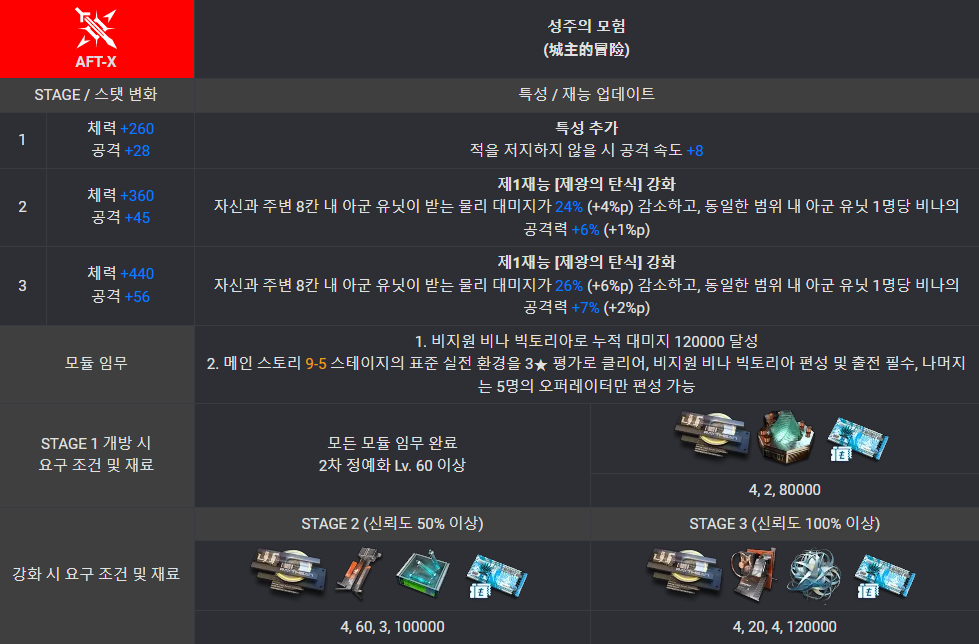 AFT-X
성주의 모험
(城主的冒险)
STAGE / 스탯 변화
특성 / 재능 업데이트
1
체력 +260
공격 +28
특성 추가
적을 저지하지 않을 시 공격 속도 +8
2
체력 +360
공격 +45
제1재능 [제왕의 탄식] 강화
자신과 주변 8칸 내 아군 유닛이 받는 물리 대미지가 24% (+4%p) 감소하고, 동일한 범위 내 아군 유닛 1명당 비나의
공격력 +6% (+1%p)
3
체력 +440
공격 +56
제1재능 [제왕의 탄식] 강화
자신과 주변 8칸 내 아군 유닛이 받는 물리 대미지가 26% (+6%p) 감소하고, 동일한 범위 내 아군 유닛 1명당 비나의
공격력 +7% (+2%p)
모듈 임무
1. 비지원 비나 빅토리아로 누적 대미지 120000 달성
2. 메인 스토리 9-5 스테이지의 표준 실전 환경을 3★ 평가로 클리어, 비지원 비나 빅토리아 편성 및 출전 필수, 나머지
는 5명의 오퍼레이터만 편성 가능
STAGE 1 개방 시
요구 조건 및 재료
모든 모듈 임무 완료
2차 정예화 Lv. 60 이상
4, 2, 80000
강화 시 요구 조건 및 재료
STAGE 2 (신뢰도 50% 이상)
STAGE 3 (신뢰도 100% 이상)
4, 60, 3, 100000
4, 20, 4, 120000